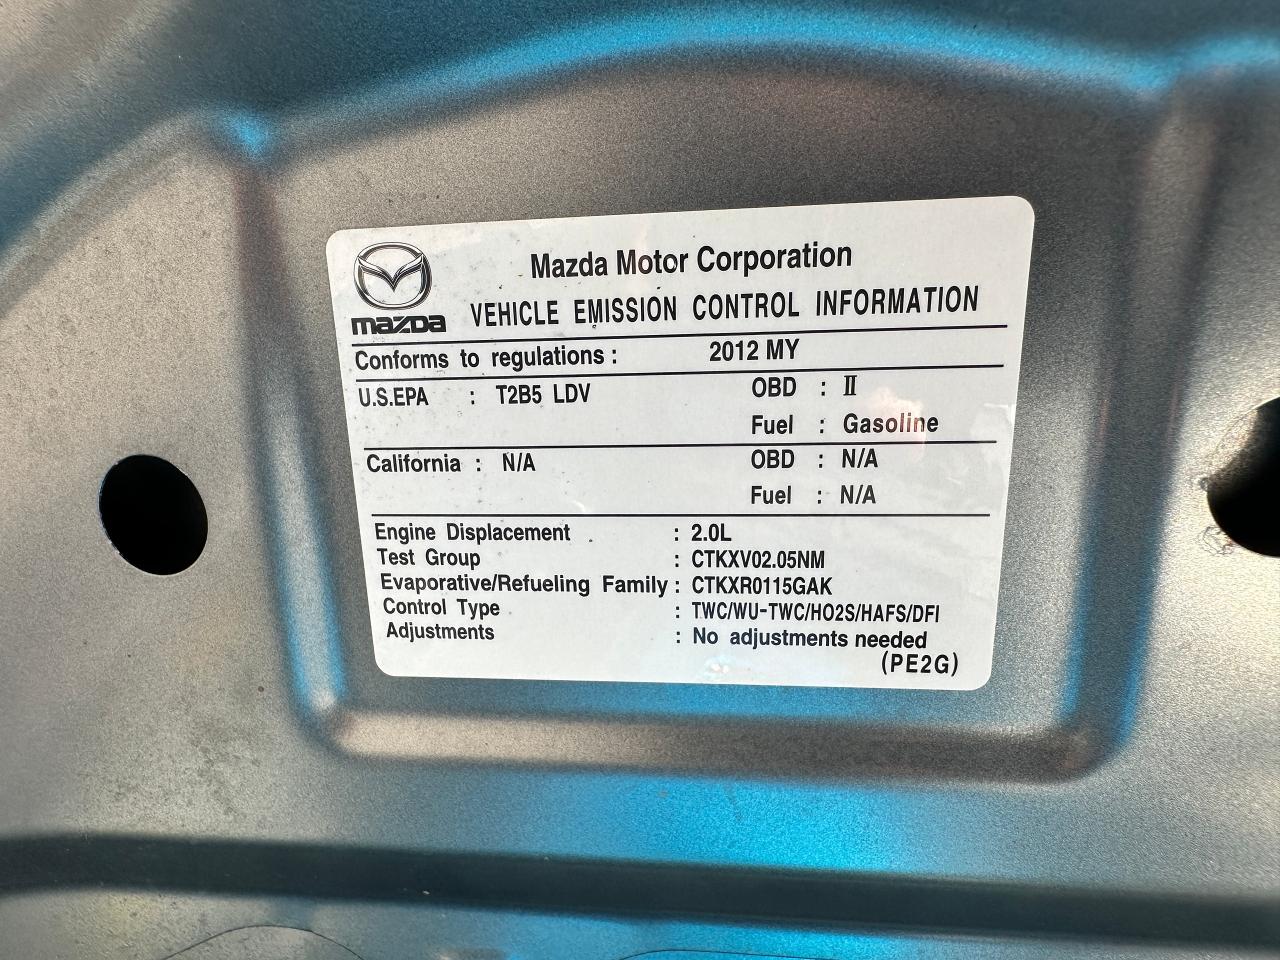 mazda
Mazda Motor Corporation
VEHICLE EMISSION CONTROL INFORMATION
Conforms to regulations : 2012 MY
U.S.EPA : T2B5 LDV OBD : II
Fuel : Gasoline
California : N/A OBD : N/A
Fuel : N/A
Engine Displacement : 2.0L
Test Group : CTKXV02.05NM
Evaporative/Refueling Family : CTKXR0115GAK
Control Type : TWC/WU-TWC/HO2S/HAFS/DFI
Adjustments : No adjustments needed
(PE2G)